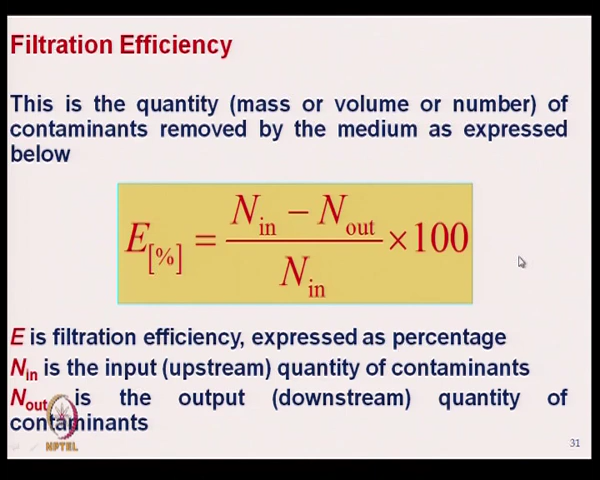 Filtration Efficiency
This is the quantity (mass or volume or number) of
contaminants removed by the medium as expressed
below
E[%] = (Nin − Nout) / Nin × 100
E is filtration efficiency, expressed as percentage
Nin is the input (upstream) quantity of contaminants
Nout is the output (downstream) quantity of
contaminants
NPTEL
31